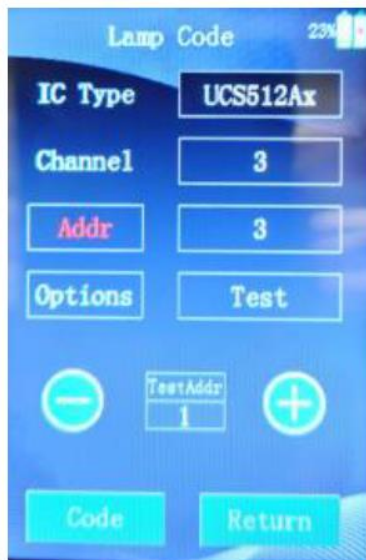 Lamp Code 23%
IC Type UCS512Ax
Channel 3
Addr 3
Options Test
TestAddr
1
Code Return